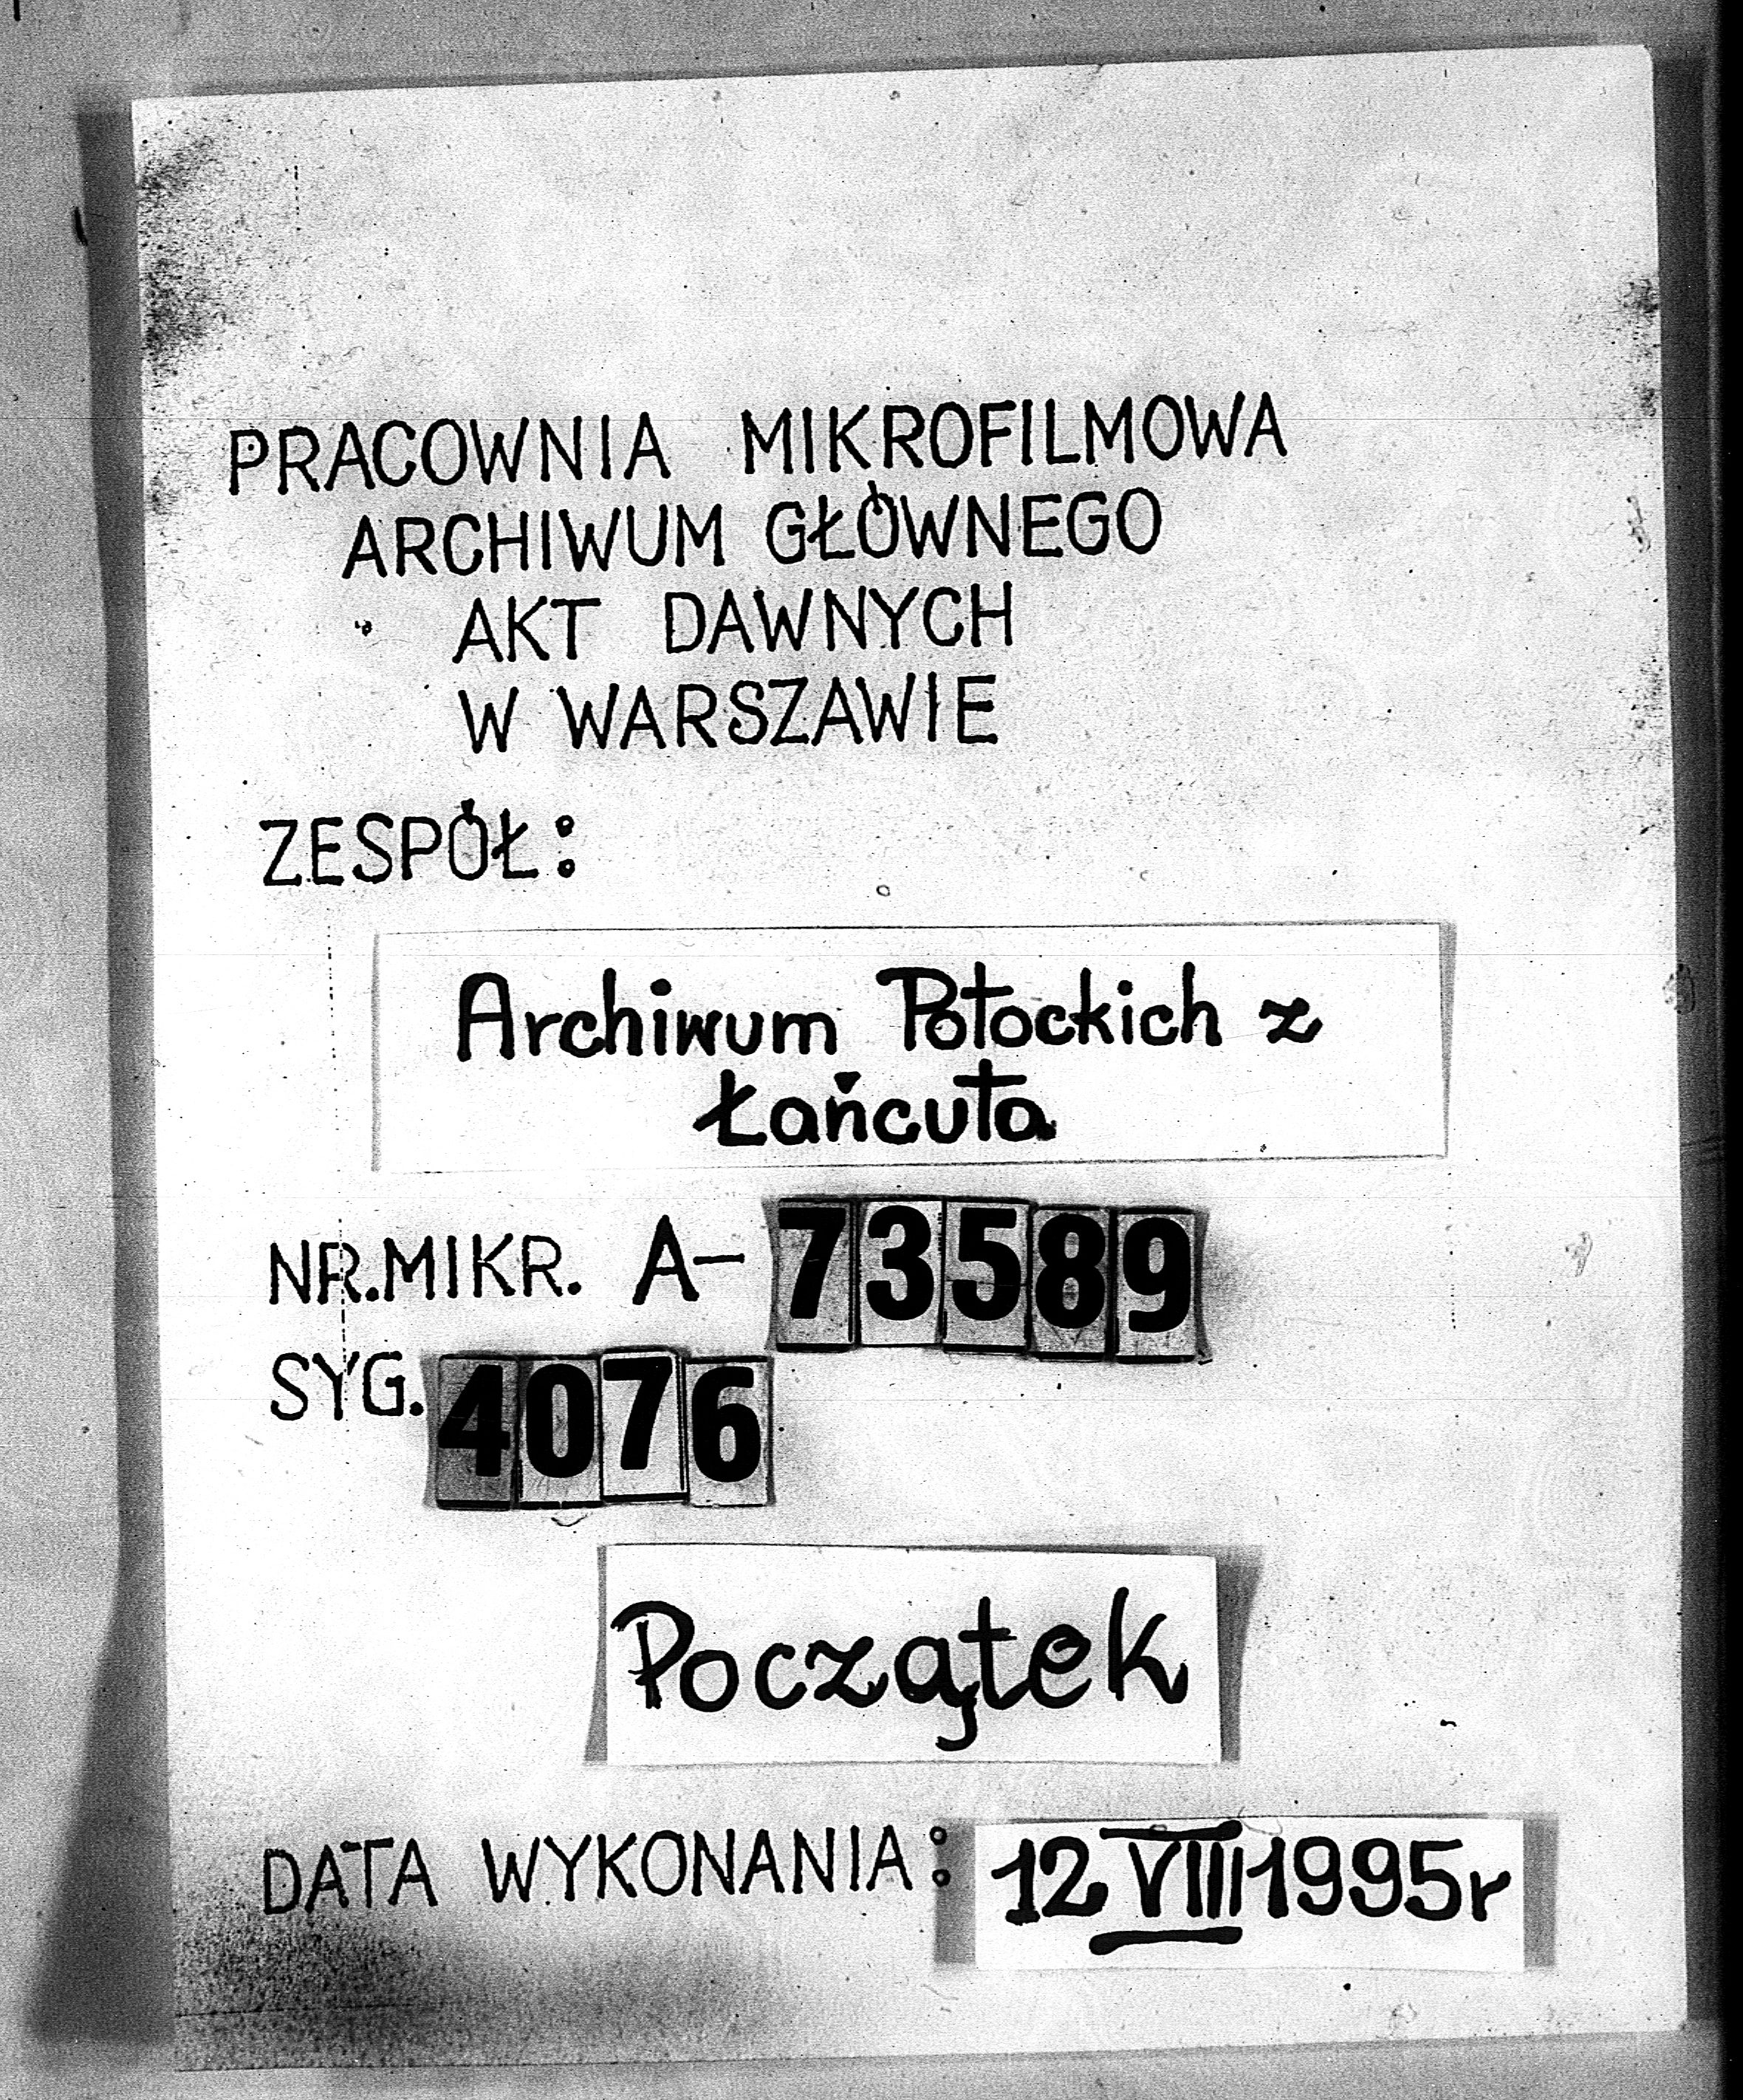 PRACOWNIA MIKROFILMOWA
ARCHIWUM GŁÓWNEGO
AKT DAWNYCH
W WARSZAWIE
ZESPÓŁ:
Archiwum Potockich z
Łańcuta
NR.MIKR. A-73589
SYG. 4076
Początek
DATA WYKONANIA: 12 VIII 1995r